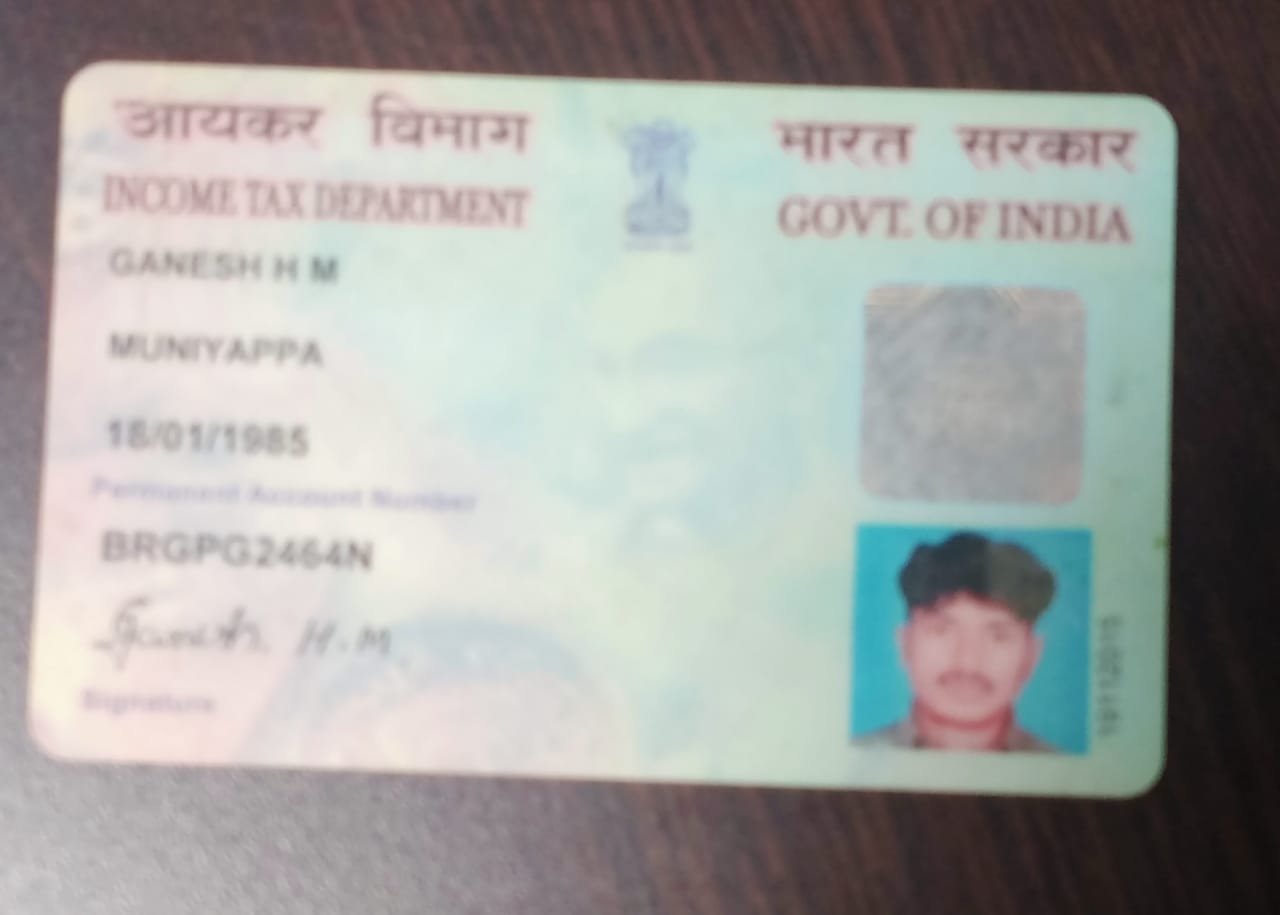 आयकर विभाग
INCOME TAX DEPARTMENT
भारत सरकार
GOVT. OF INDIA
GANESH H M
MUNIYAPPA
18/01/1985
Permanent Account Number
BRGPG2464N
Ganesh. H.M
Signature
19112015